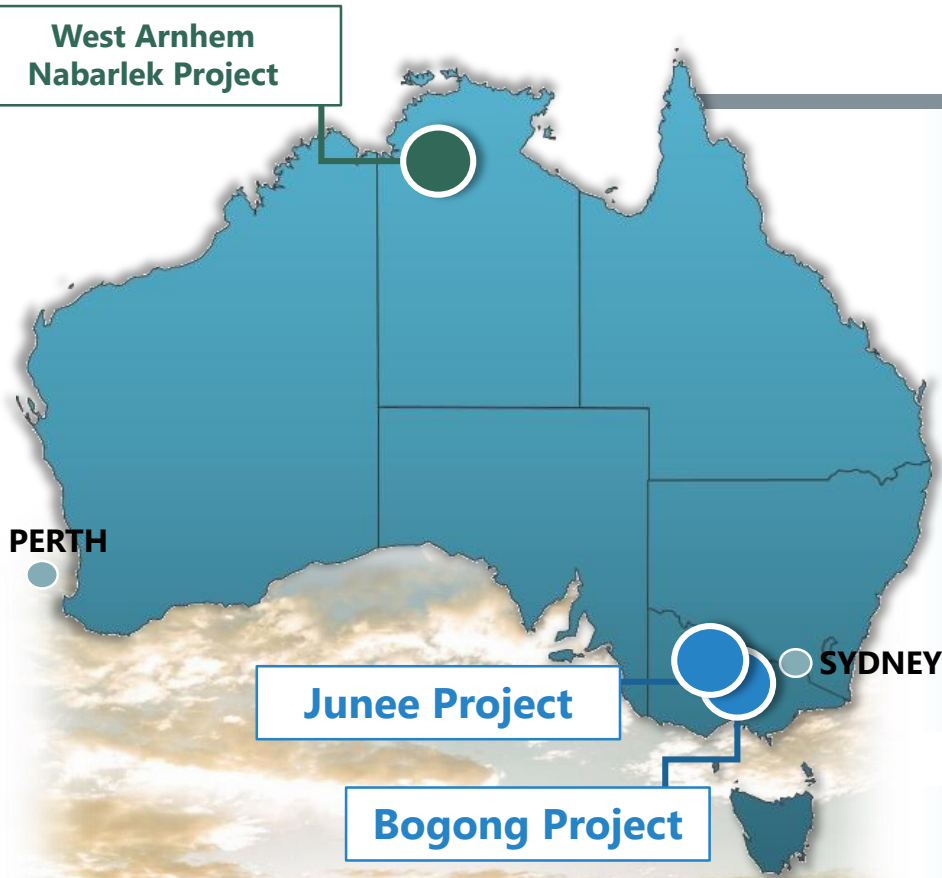 West Arnhem
Nabarlek Project
PERTH
SYDNEY
Junee Project
Bogong Project